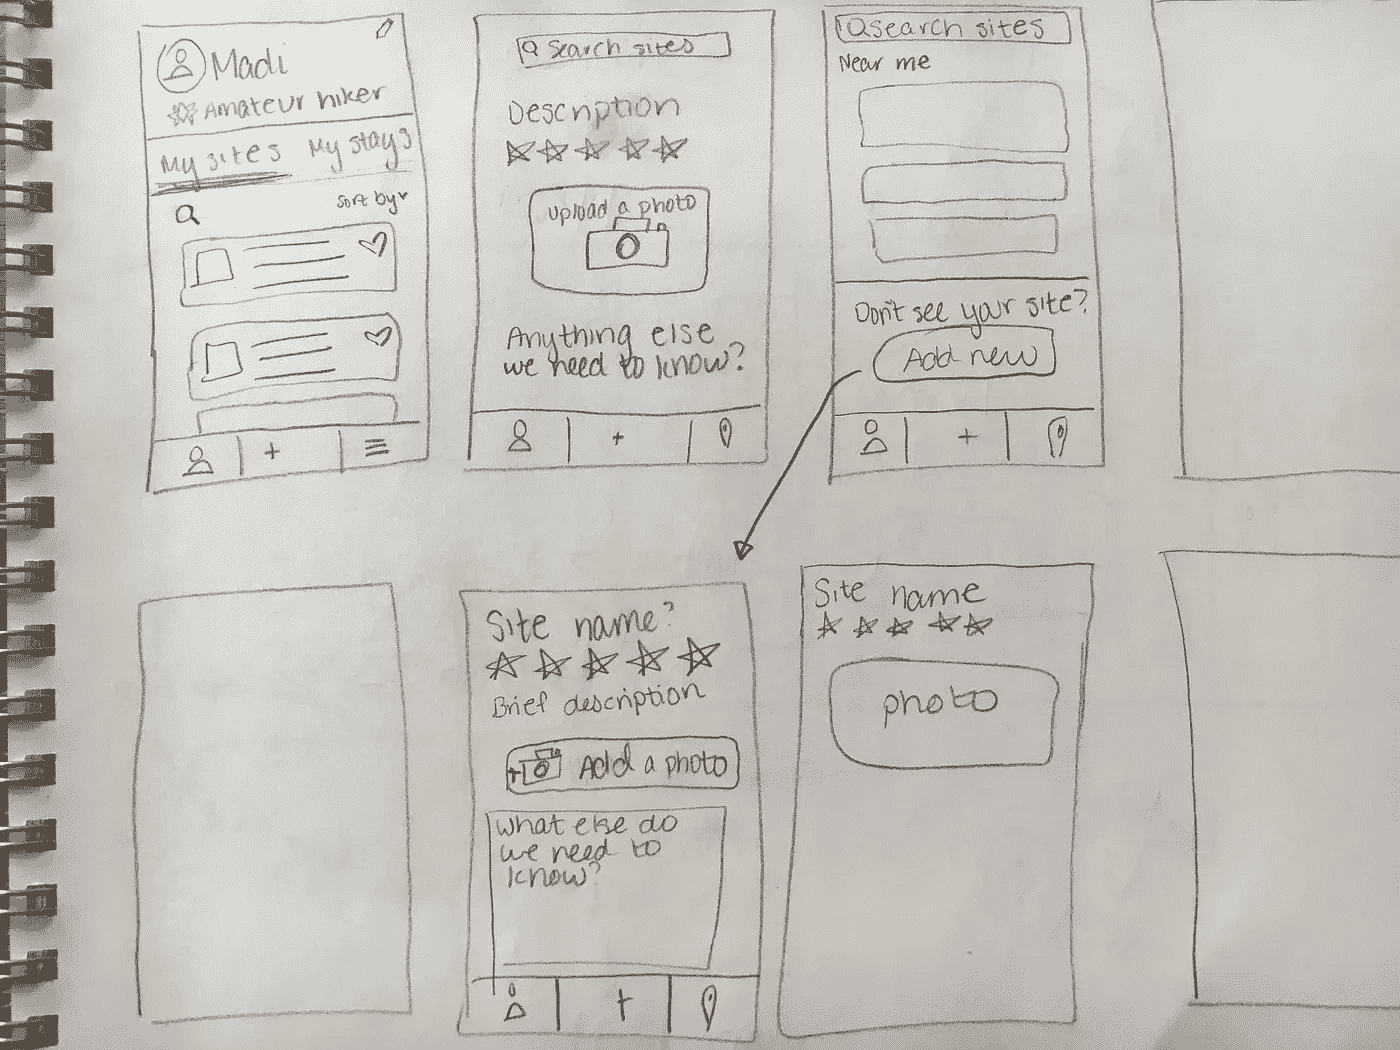 Madi
Amateur hiker
My sites My stays
Sort by
Search sites
Description
Upload a photo
Anything else
we need to know?
Search sites
Near me
Don't see your site?
Add new
Site name?
Brief description
Add a photo
What else do
we need to
know?
Site name
photo